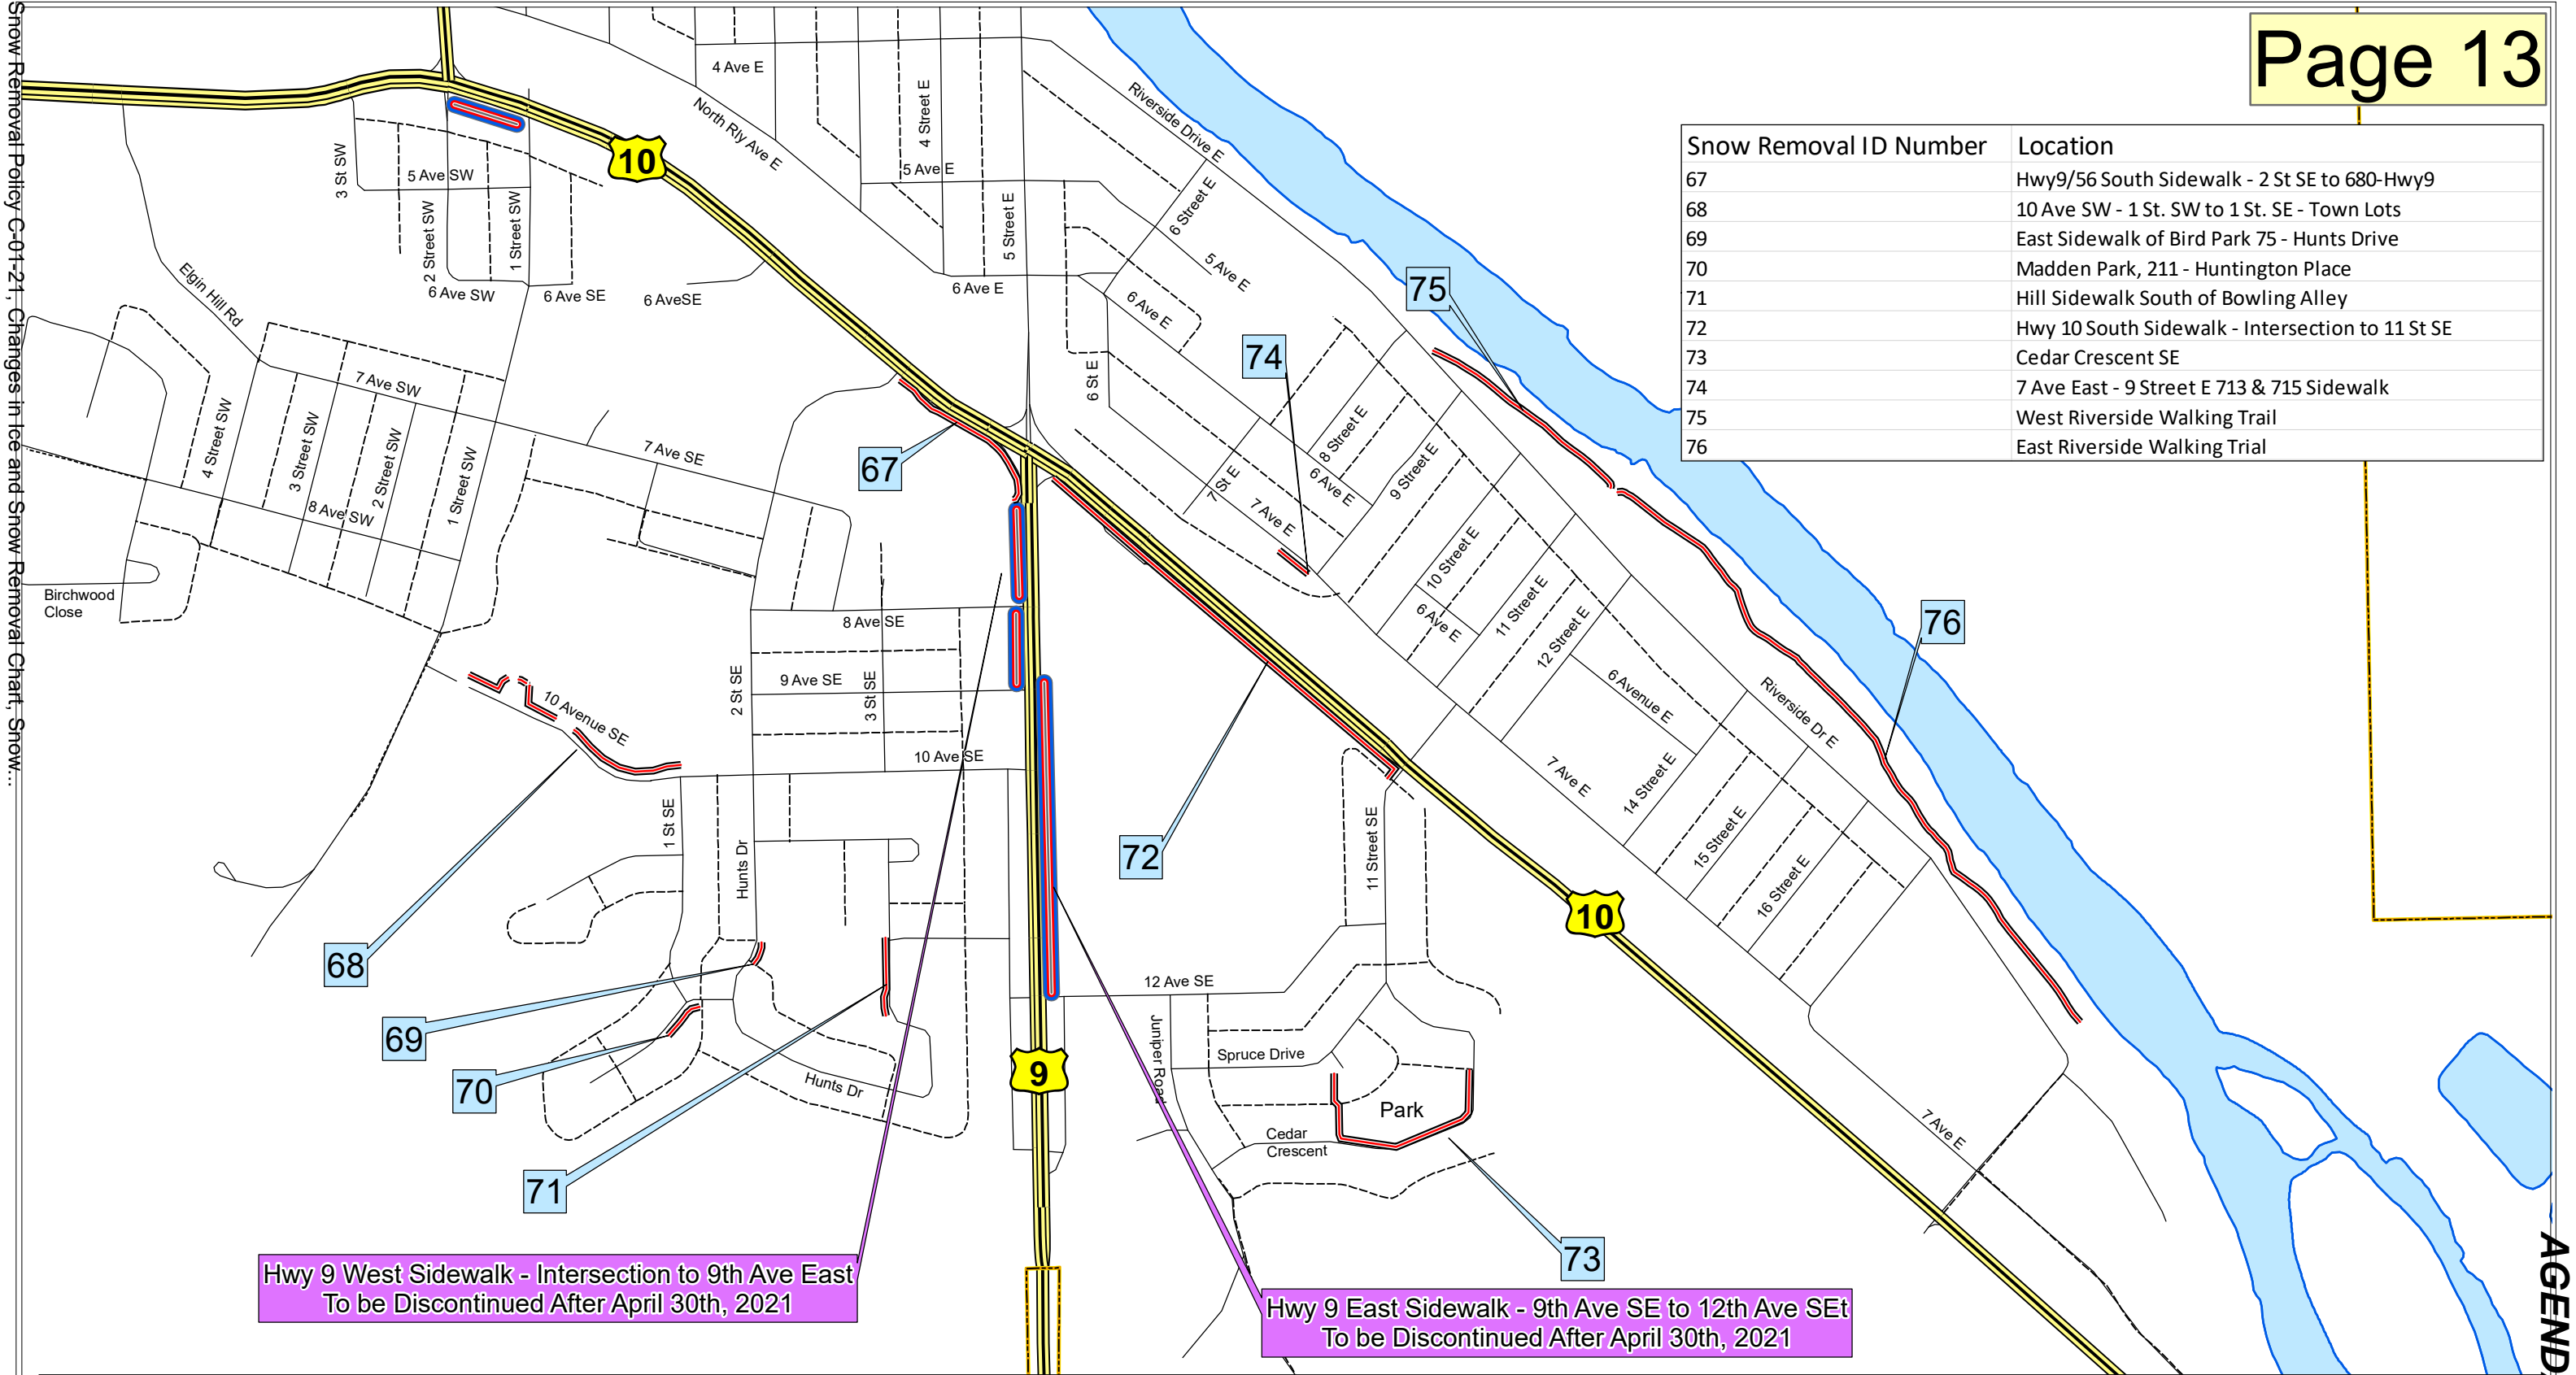 Page 13
Snow Removal Policy C-01-21, Changes in Ice and Snow Removal Chart, Snow...
Snow Removal ID Number Location
67 Hwy9/56 South Sidewalk - 2 St SE to 680-Hwy9
68 10 Ave SW - 1 St. SW to 1 St. SE - Town Lots
69 East Sidewalk of Bird Park 75 - Hunts Drive
70 Madden Park, 211 - Huntington Place
71 Hill Sidewalk South of Bowling Alley
72 Hwy 10 South Sidewalk - Intersection to 11 St SE
73 Cedar Crescent SE
74 7 Ave East - 9 Street E 713 & 715 Sidewalk
75 West Riverside Walking Trail
76 East Riverside Walking Trial
4 Ave E
North Rly Ave E
4 Street E
5 Ave E
5 Street E
6 Ave E
Riverside Drive E
6 Street E
5 Ave E
6 Ave E
6 St E
10
3 St SW
5 Ave SW
2 Street SW
1 Street SW
6 Ave SW
6 Ave SE
6 AveSE
Elgin Hill Rd
7 Ave SW
4 Street SW
3 Street SW
2 Street SW
1 Street SW
8 Ave SW
7 Ave SE
Birchwood
Close
67
74
75
8 Street E
6 Ave E
9 Street E
7 St E
7 Ave E
10 Street E
6 Ave E
11 Street E
12 Street E
6 Avenue E
76
Riverside Dr E
7 Ave E
14 Street E
15 Street E
16 Street E
8 Ave SE
9 Ave SE
2 St SE
3 St SE
10 Ave SE
10 Avenue SE
1 St SE
Hunts Dr
72
11 Street SE
10
68
69
70
71
Hunts Dr
9
12 Ave SE
Juniper Road
Spruce Drive
Park
Cedar
Crescent
7 Ave E
73
Hwy 9 West Sidewalk - Intersection to 9th Ave East
To be Discontinued After April 30th, 2021
Hwy 9 East Sidewalk - 9th Ave SE to 12th Ave SEt
To be Discontinued After April 30th, 2021
AGEND